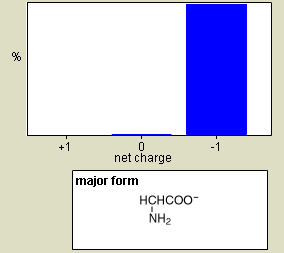 %
+1 0 -1
net charge
major form
HCHCOO⁻
NH₂